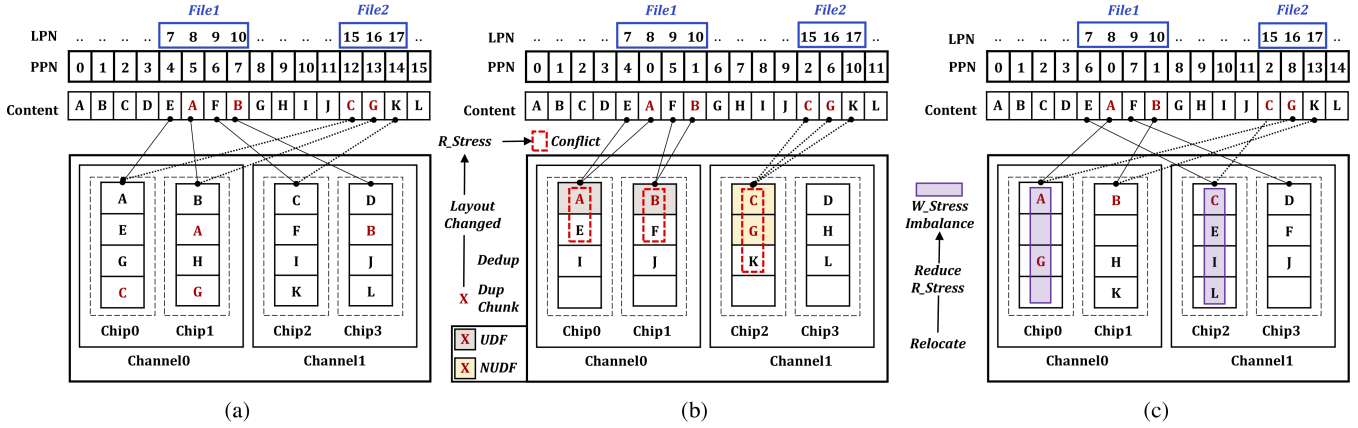 File1 File2
LPN .. .. .. .. 7 8 9 10 .. .. .. .. 15 16 17 ..
PPN 0 1 2 3 4 5 6 7 8 9 10 11 12 13 14 15
Content A B C D E A F B G H I J C G K L
A B C D
E A F B
G H I J
C G K L
Chip0 Chip1 Chip2 Chip3
Channel0 Channel1
(a)
R_Stress
Conflict
Layout
Changed
Dedup
X Dup
Chunk
X UDF
X NUDF
File1 File2
LPN .. .. .. .. 7 8 9 10 .. .. .. .. 15 16 17 ..
PPN 0 1 2 3 4 0 5 1 6 7 8 9 2 6 10 11
Content A B C D E A F B G H I J C G K L
A B C D
E F G H
I J K L
Chip0 Chip1 Chip2 Chip3
Channel0 Channel1
(b)
W_Stress
Imbalance
Reduce
R_Stress
Relocate
File1 File2
LPN .. .. .. .. 7 8 9 10 .. .. .. .. 15 16 17 ..
PPN 0 1 2 3 6 0 7 1 8 9 10 11 2 8 13 14
Content A B C D E A F B G H I J C G K L
A B C D
E F
G H I J
K L
Chip0 Chip1 Chip2 Chip3
Channel0 Channel1
(c)